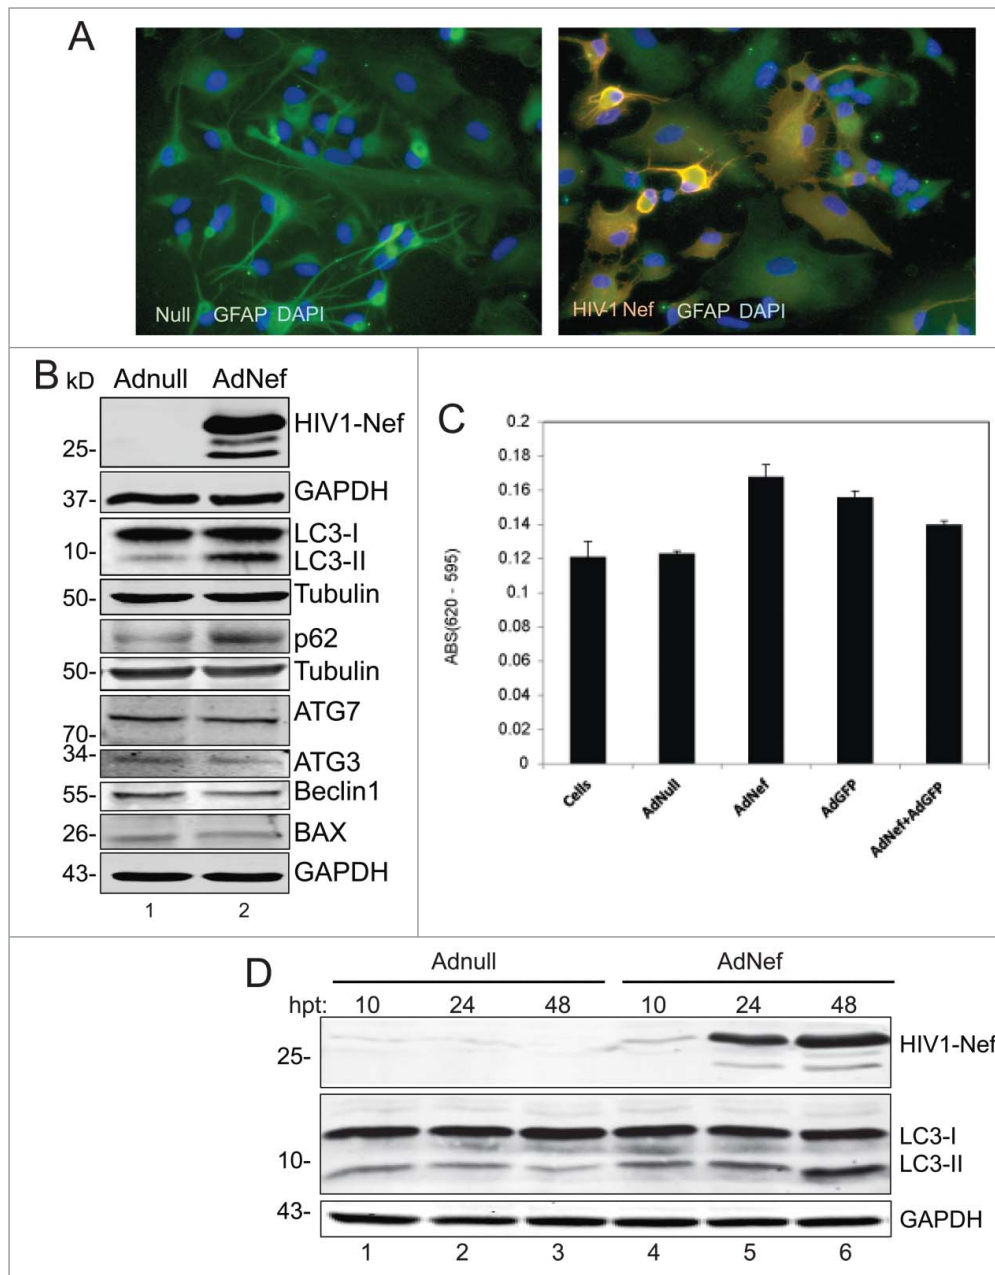 A
Null GFAP DAPI
HIV1 Nef GFAP DAPI
B kD Adnull AdNef
HIV1-Nef
25-
37- GAPDH
LC3-I
10-
LC3-II
50- Tubulin
p62
50- Tubulin
ATG7
70-
34-
ATG3
55- Beclin1
26- BAX
43- GAPDH
1 2
C
0.2
0.18
0.16
0.14
0.12
0.1
0.08
0.06
0.04
0.02
0
ABS(620 - 595)
Cells AdNull AdNef AdGFP AdNef+AdGFP
D
Adnull AdNef
hpt: 10 24 48 10 24 48
HIV1-Nef
25-
LC3-I
10- LC3-II
43- GAPDH
1 2 3 4 5 6